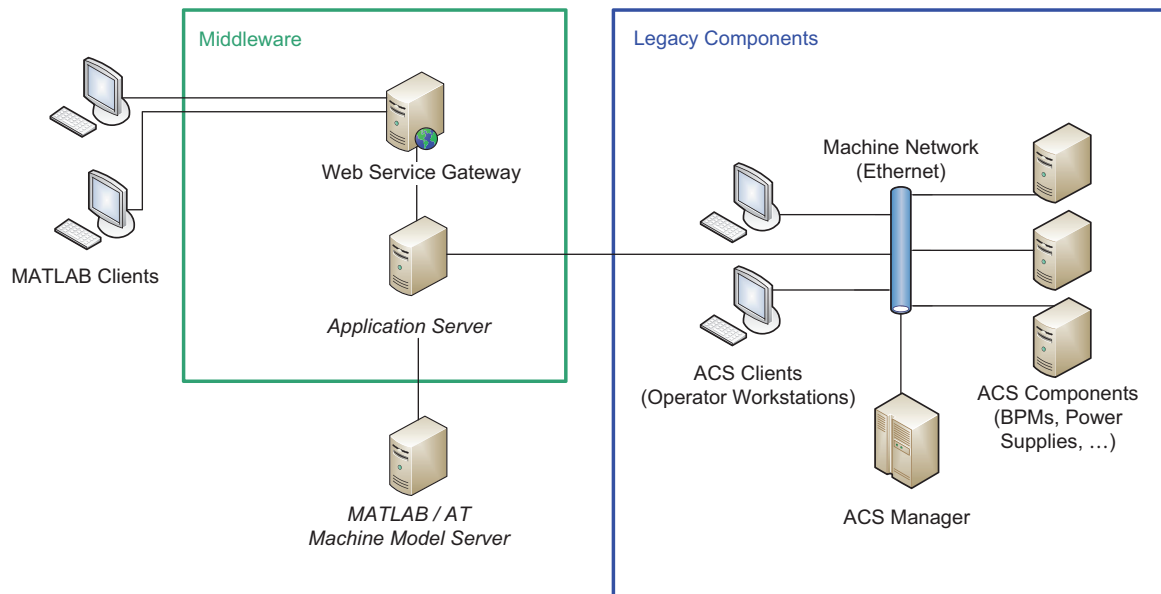 Middleware
Legacy Components
Web Service Gateway
MATLAB Clients
Application Server
MATLAB / AT
Machine Model Server
Machine Network
(Ethernet)
ACS Clients
(Operator Workstations)
ACS Components
(BPMs, Power
Supplies, …)
ACS Manager